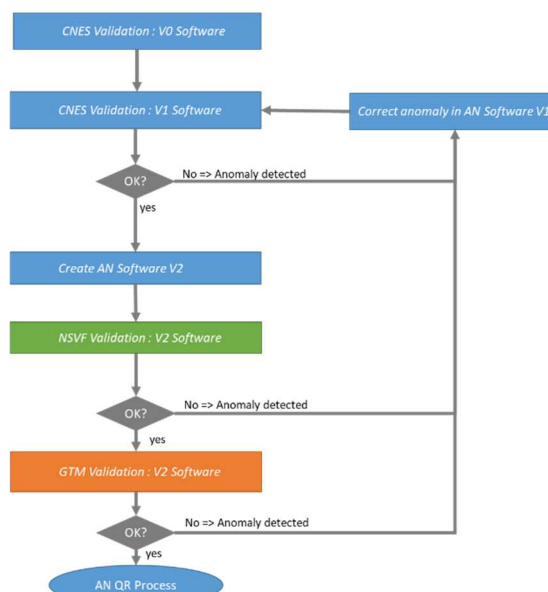 CNES Validation : V0 Software
CNES Validation : V1 Software
Correct anomaly in AN Software V1
OK?
No => Anomaly detected
yes
Create AN Software V2
NSVF Validation : V2 Software
OK?
No => Anomaly detected
yes
GTM Validation : V2 Software
OK?
No => Anomaly detected
yes
AN QR Process